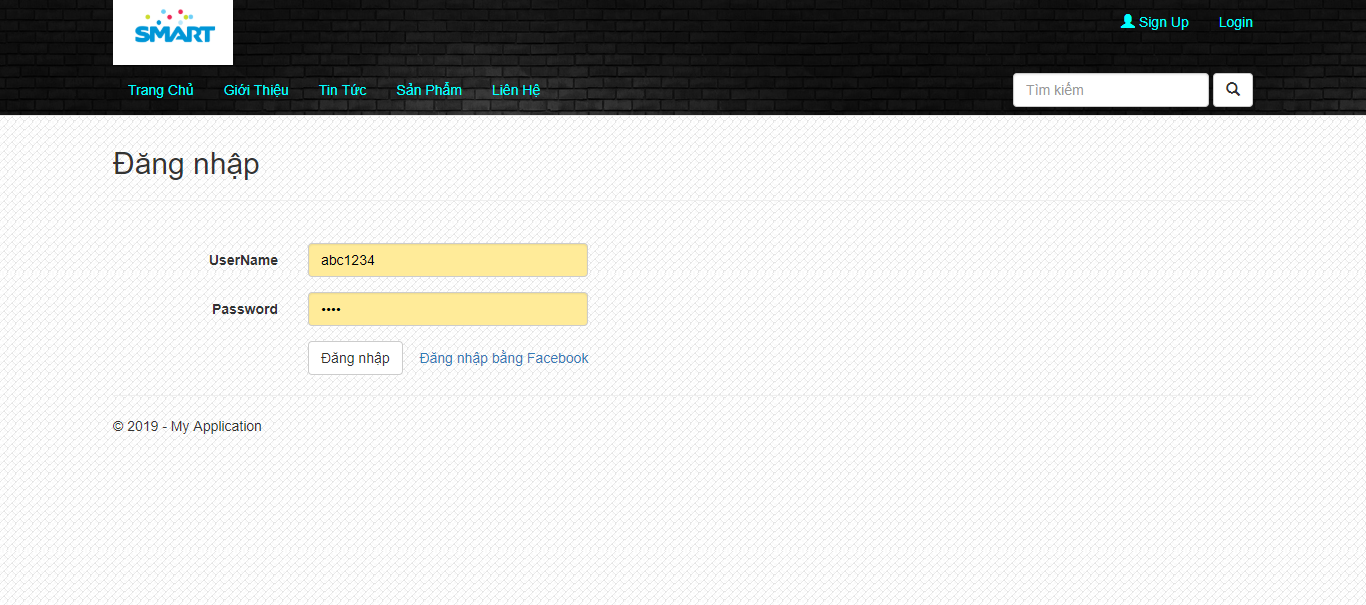 SMART
Sign Up Login
Trang Chủ Giới Thiệu Tin Tức Sản Phẩm Liên Hệ Tìm kiếm
Đăng nhập
UserName abc1234
Password ••••
Đăng nhập Đăng nhập bằng Facebook
© 2019 - My Application